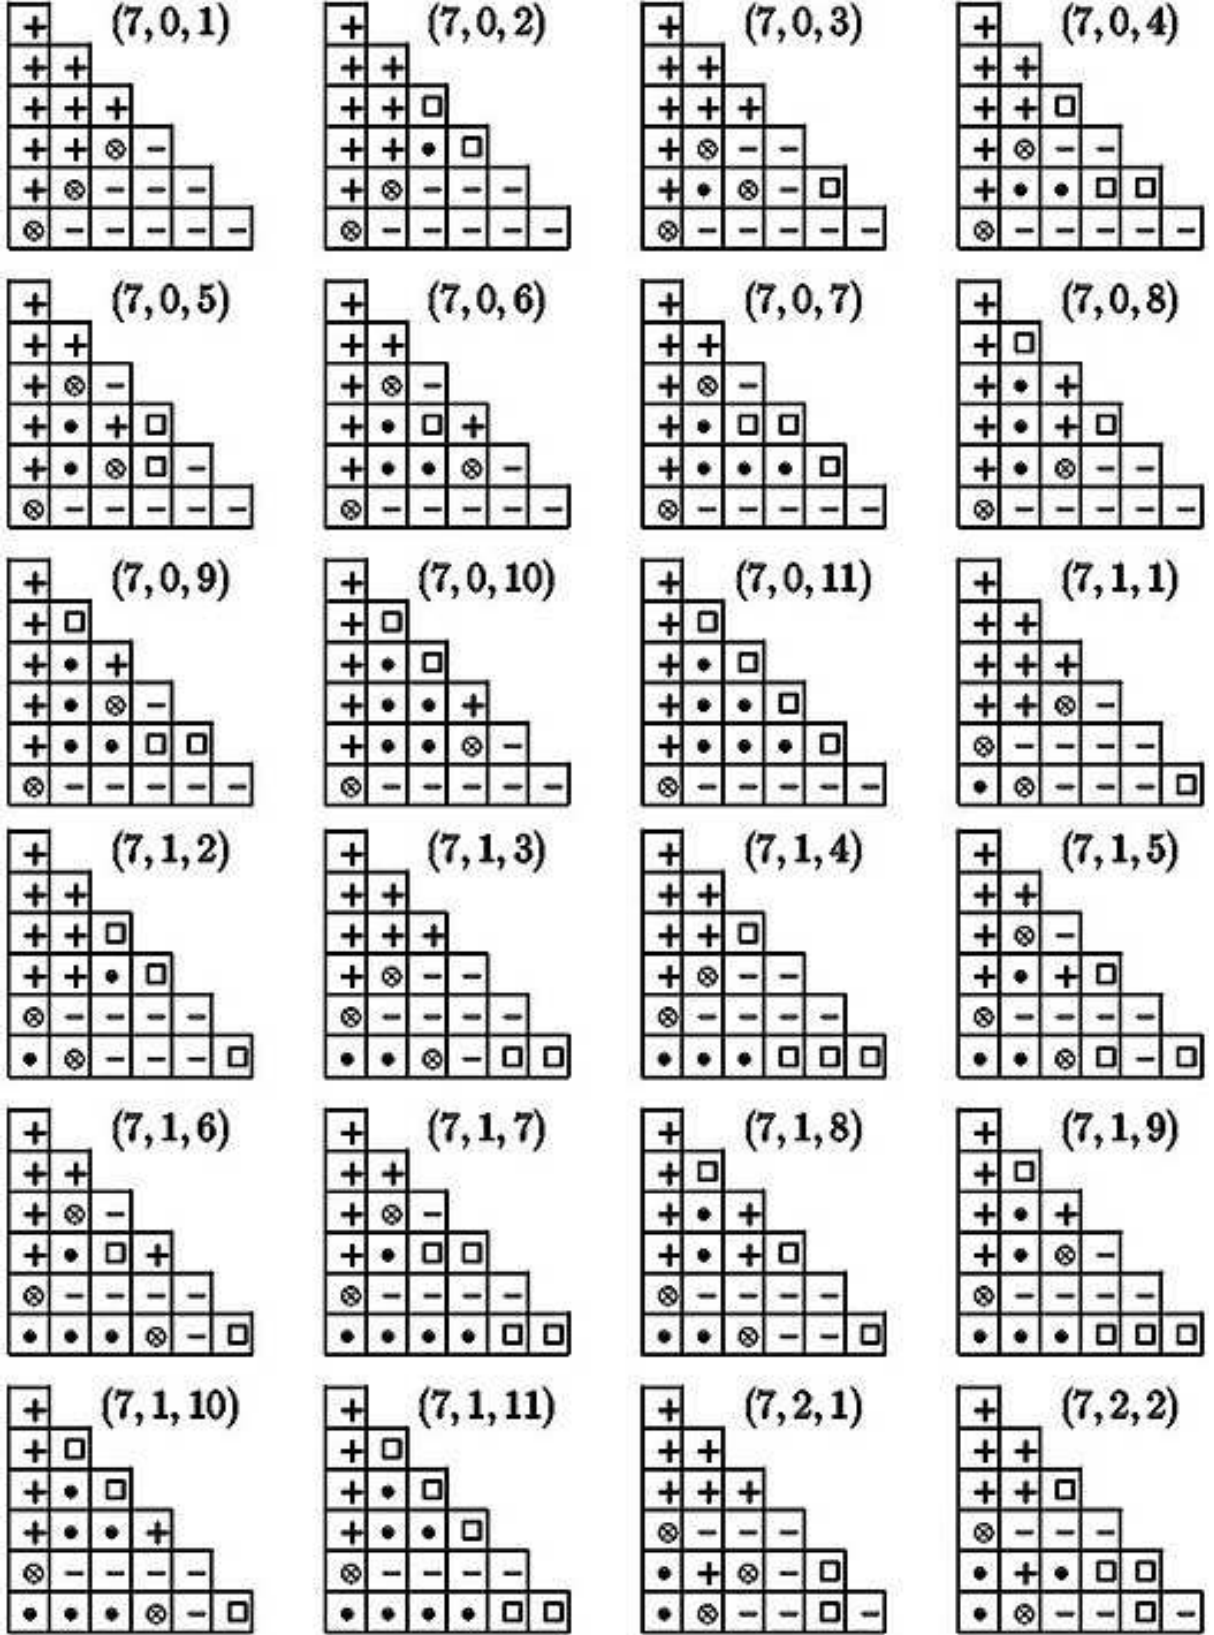 + (7, 0, 1) + (7, 0, 2) + (7, 0, 3) + (7, 0, 4)
+ + + + + + + +
+ + + + + □ + + + + + □
+ + ⊗ − + + • □ + ⊗ − − + ⊗ − −
+ ⊗ − − − + ⊗ − − − + • ⊗ − □ + • • □ □
⊗ − − − − − ⊗ − − − − − ⊗ − − − − − ⊗ − − − − −
+ (7, 0, 5) + (7, 0, 6) + (7, 0, 7) + (7, 0, 8)
+ + + + + + + □
+ ⊗ − + ⊗ − + ⊗ − + • +
+ • + □ + • □ + + • □ □ + • + □
+ • ⊗ □ − + • • ⊗ − + • • • □ + • ⊗ − −
⊗ − − − − − ⊗ − − − − − ⊗ − − − − − ⊗ − − − − −
+ (7, 0, 9) + (7, 0, 10) + (7, 0, 11) + (7, 1, 1)
+ □ + □ + □ + +
+ • + + • □ + • □ + + +
+ • ⊗ − + • • + + • • □ + + ⊗ −
+ • • □ □ + • • ⊗ − + • • • □ ⊗ − − − −
⊗ − − − − − ⊗ − − − − − ⊗ − − − − − • ⊗ − − − □
+ (7, 1, 2) + (7, 1, 3) + (7, 1, 4) + (7, 1, 5)
+ + + + + + + +
+ + □ + + + + + □ + ⊗ −
+ + • □ + ⊗ − − + ⊗ − − + • + □
⊗ − − − − ⊗ − − − − ⊗ − − − − ⊗ − − − −
• ⊗ − − − □ • • ⊗ − □ □ • • • □ □ □ • • ⊗ □ − □
+ (7, 1, 6) + (7, 1, 7) + (7, 1, 8) + (7, 1, 9)
+ + + + + □ + □
+ ⊗ − + ⊗ − + • + + • +
+ • □ + + • □ □ + • + □ + • ⊗ −
⊗ − − − − ⊗ − − − − ⊗ − − − − ⊗ − − − −
• • • ⊗ − □ • • • • □ □ • • ⊗ − − □ • • • □ □ □
+ (7, 1, 10) + (7, 1, 11) + (7, 2, 1) + (7, 2, 2)
+ □ + □ + + + +
+ • □ + • □ + + + + + □
+ • • + + • • □ ⊗ − − − ⊗ − − −
⊗ − − − − ⊗ − − − − • + ⊗ − □ • + • □ □
• • • ⊗ − □ • • • • □ □ • ⊗ − − □ − • ⊗ − − □ −